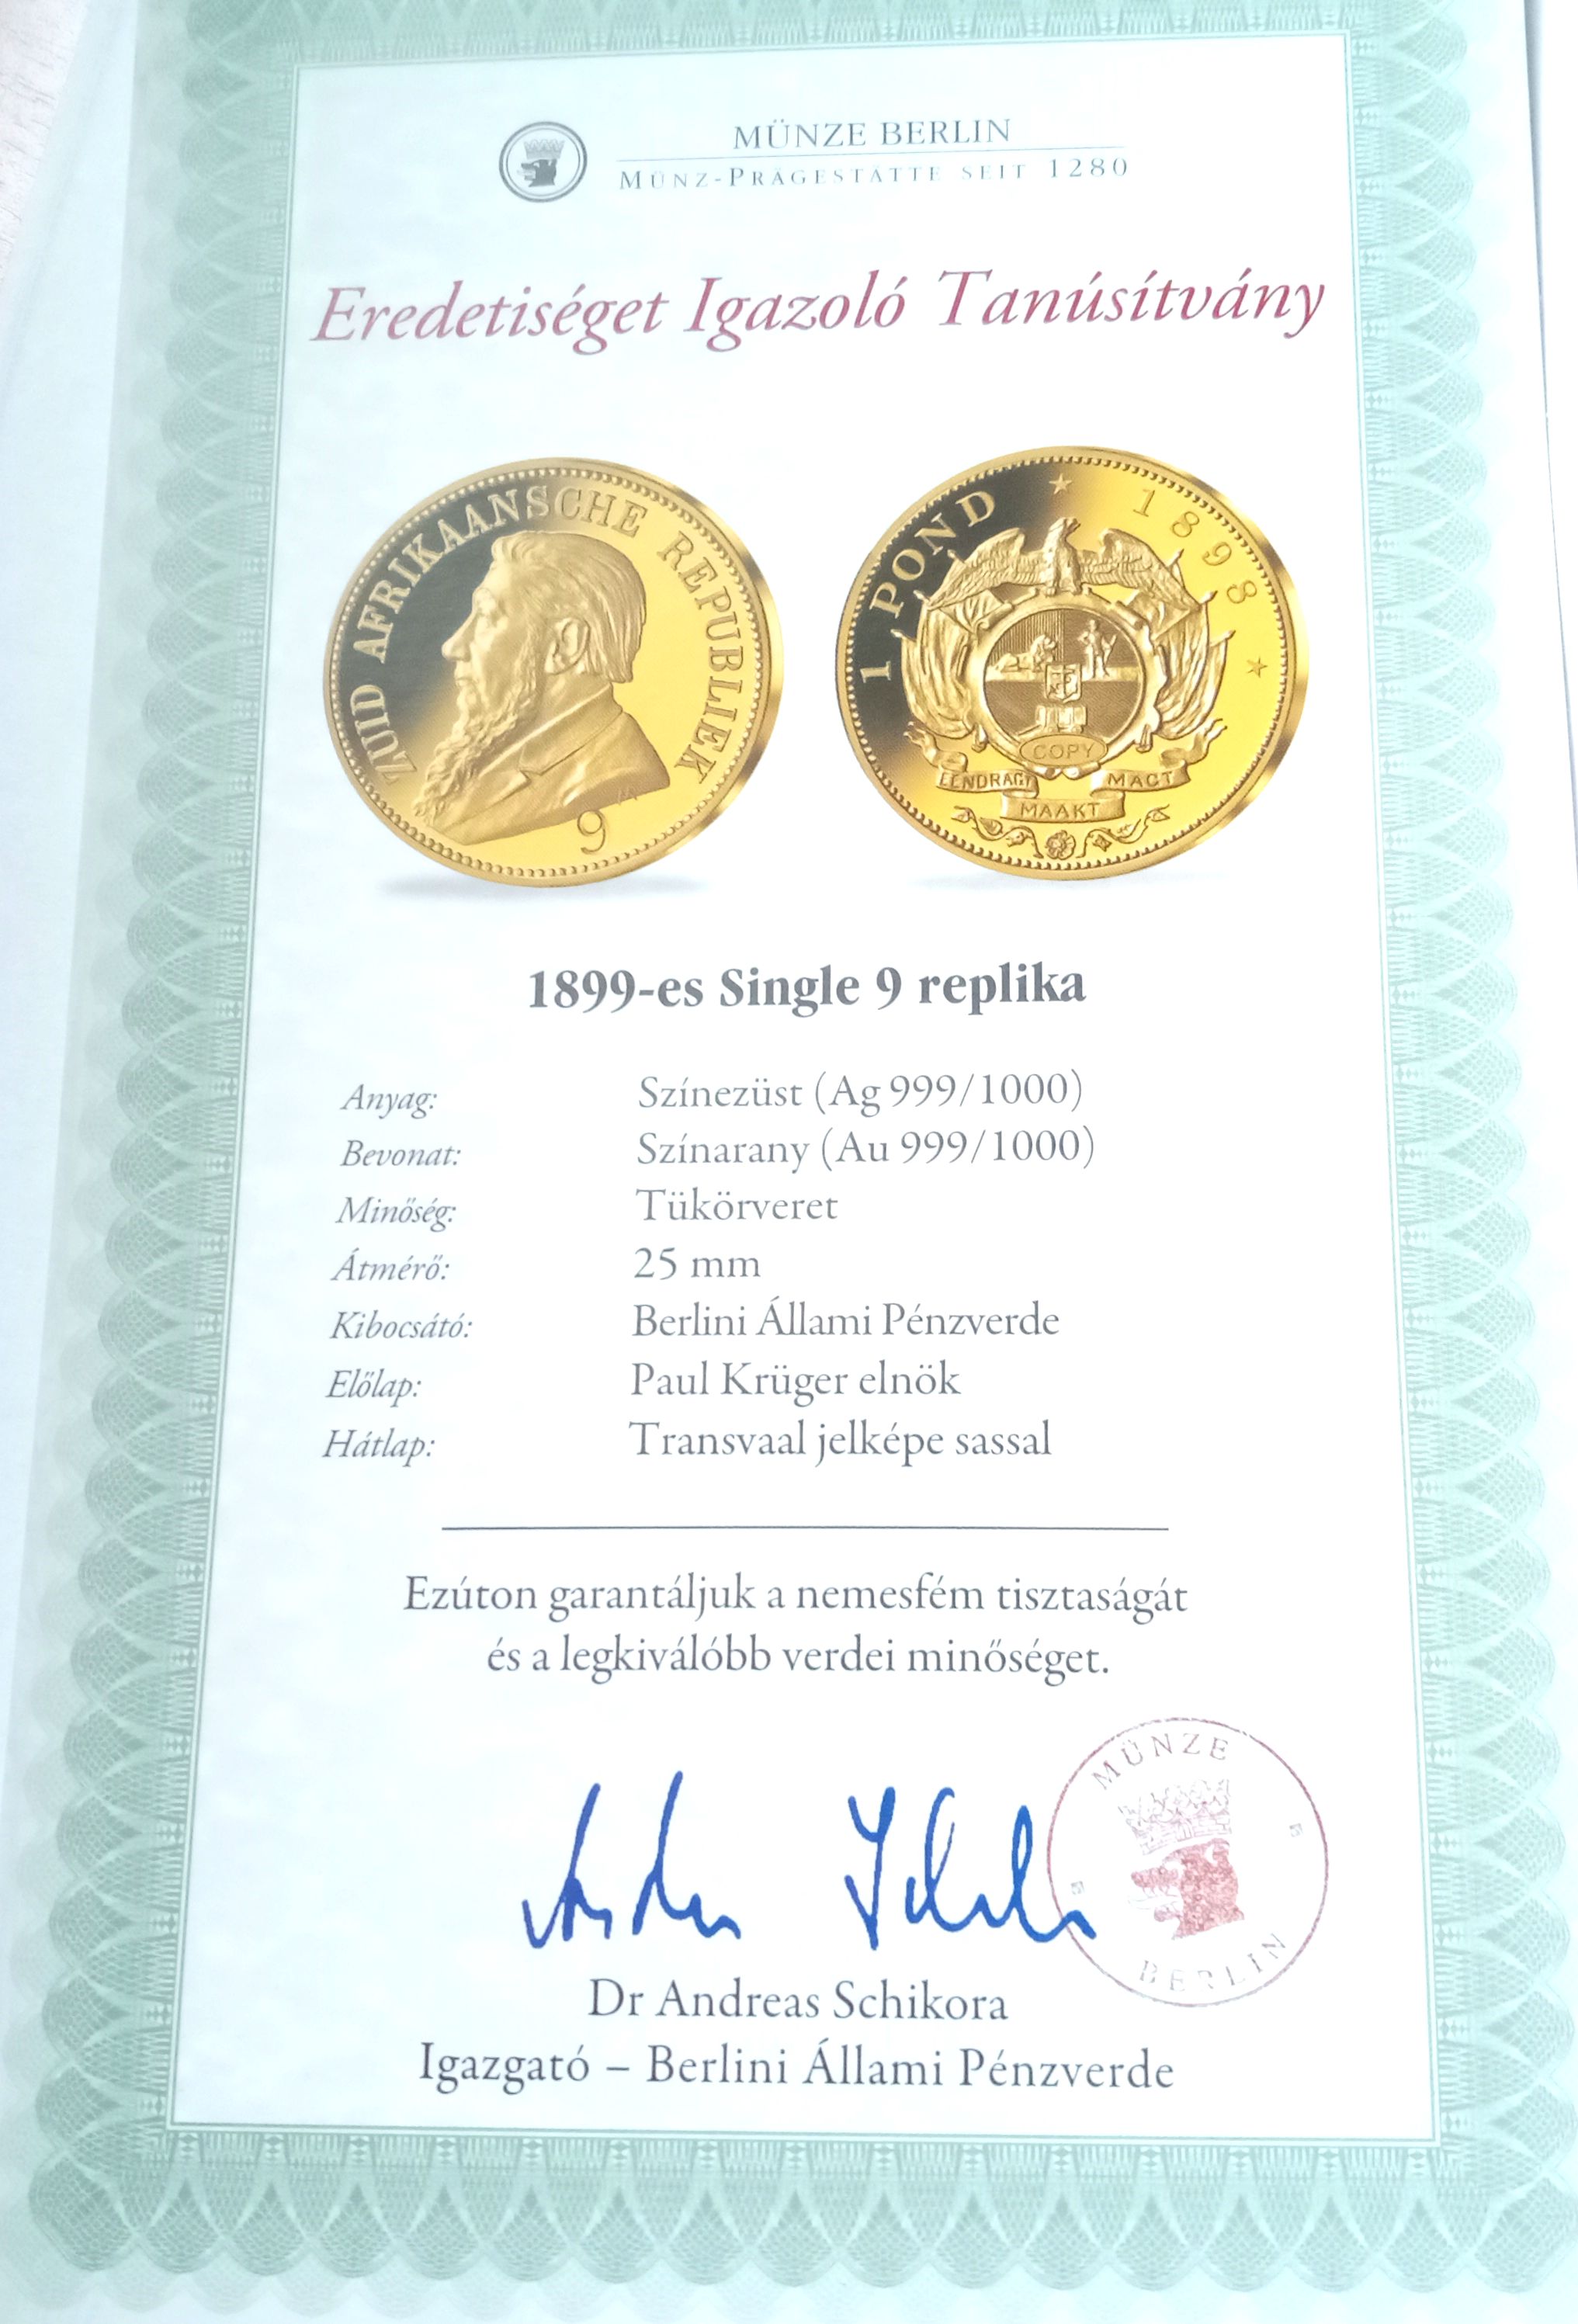 MÜNZE BERLIN
MÜNZ-PRÄGESTÄTTE SEIT 1280
Eredetiséget Igazoló Tanúsítvány
ZUID AFRIKAANSCHE REPUBLIEK
9
1 POND 1898
COPY
EENDRAGT MAAKT MAGT
1899-es Single 9 replika
Anyag: Színezüst (Ag 999/1000)
Bevonat: Színarany (Au 999/1000)
Minőség: Tükörveret
Átmérő: 25 mm
Kibocsátó: Berlini Állami Pénzverde
Előlap: Paul Krüger elnök
Hátlap: Transvaal jelképe sassal
Ezúton garantáljuk a nemesfém tisztaságát
és a legkiválóbb verdei minőséget.
MÜNZE
BERLIN
Dr Andreas Schikora
Igazgató – Berlini Állami Pénzverde